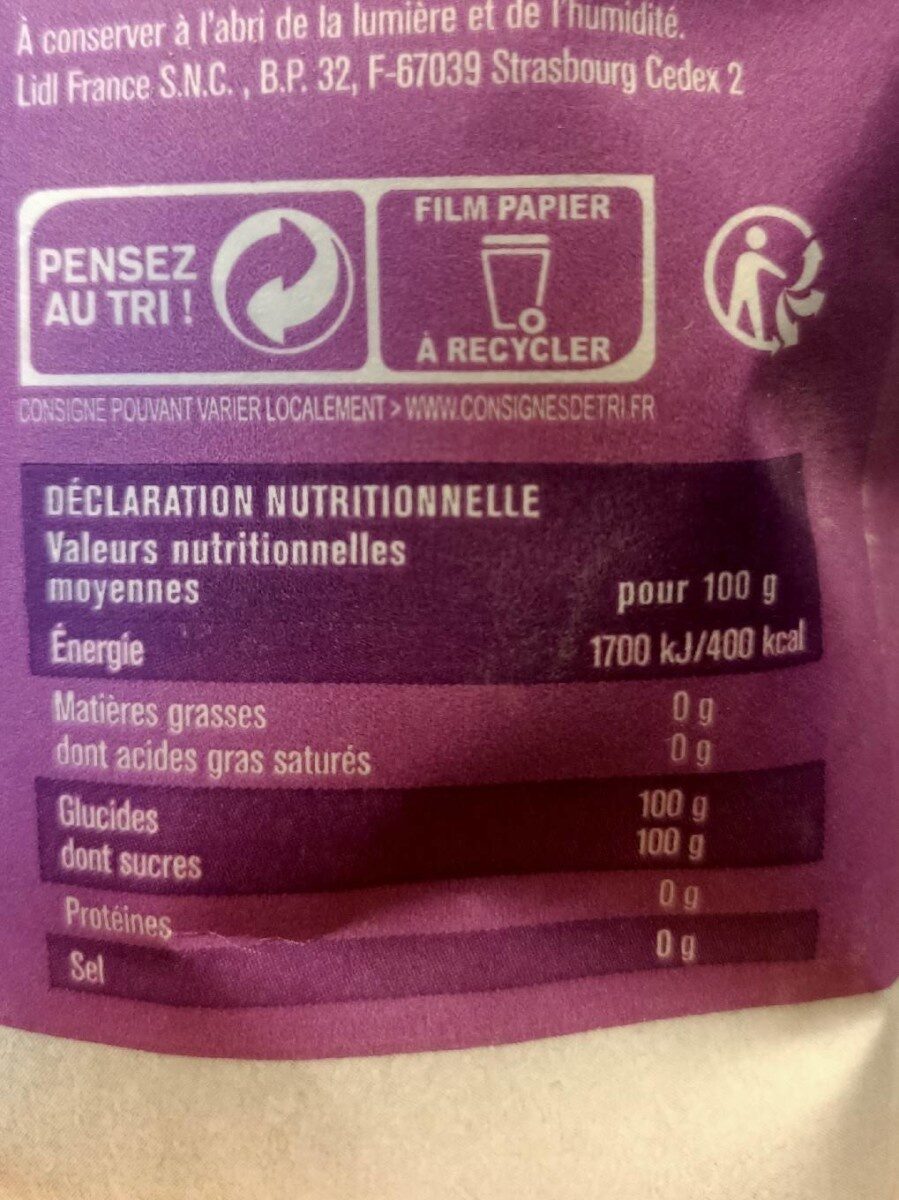 À conserver à l'abri de la lumière et de l'humidité.
Lidl France S.N.C. , B.P. 32, F-67039 Strasbourg Cedex 2
PENSEZ
AU TRI !
FILM PAPIER
À RECYCLER
CONSIGNE POUVANT VARIER LOCALEMENT > WWW.CONSIGNESDETRI.FR
DÉCLARATION NUTRITIONNELLE
Valeurs nutritionnelles
moyennes pour 100 g
Énergie 1700 kJ/400 kcal
Matières grasses 0 g
dont acides gras saturés 0 g
Glucides 100 g
dont sucres 100 g
Protéines 0 g
Sel 0 g